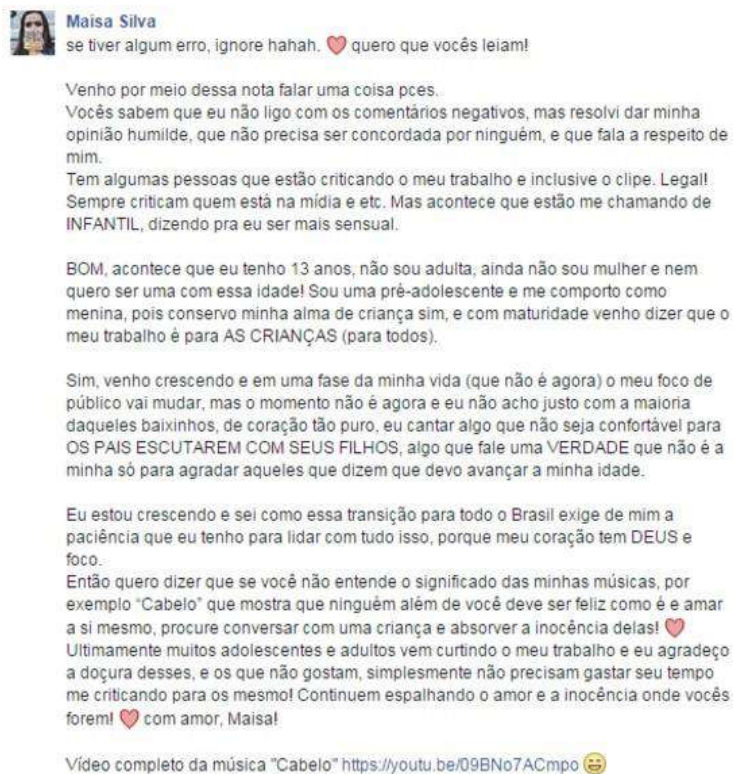 Maisa Silva
se tiver algum erro, ignore hahah. ❤ quero que vocês leiam!
Venho por meio dessa nota falar uma coisa pces.
Vocês sabem que eu não ligo com os comentários negativos, mas resolvi dar minha
opinião humilde, que não precisa ser concordada por ninguém, e que fala a respeito de
mim.
Tem algumas pessoas que estão criticando o meu trabalho e inclusive o clipe. Legal!
Sempre criticam quem está na mídia e etc. Mas acontece que estão me chamando de
INFANTIL, dizendo pra eu ser mais sensual.
BOM, acontece que eu tenho 13 anos, não sou adulta, ainda não sou mulher e nem
quero ser uma com essa idade! Sou uma pré-adolescente e me comporto como
menina, pois conservo minha alma de criança sim, e com maturidade venho dizer que o
meu trabalho é para AS CRIANÇAS (para todos).
Sim, venho crescendo e em uma fase da minha vida (que não é agora) o meu foco de
público vai mudar, mas o momento não é agora e eu não acho justo com a maioria
daqueles baixinhos, de coração tão puro, eu cantar algo que não seja confortável para
OS PAIS ESCUTAREM COM SEUS FILHOS, algo que fale uma VERDADE que não é a
minha só para agradar aqueles que dizem que devo avançar a minha idade.
Eu estou crescendo e sei como essa transição para todo o Brasil exige de mim a
paciência que eu tenho para lidar com tudo isso, porque meu coração tem DEUS e
foco.
Então quero dizer que se você não entende o significado das minhas músicas, por
exemplo “Cabelo” que mostra que ninguém além de você deve ser feliz como é e amar
a si mesmo, procure conversar com uma criança e absorver a inocência delas! ❤
Ultimamente muitos adolescentes e adultos vem curtindo o meu trabalho e eu agradeço
a doçura desses, e os que não gostam, simplesmente não precisam gastar seu tempo
me criticando para os mesmo! Continuem espalhando o amor e a inocência onde vocês
forem! ❤ com amor, Maisa!
Vídeo completo da música "Cabelo" https://youtu.be/09BNo7ACmpo 😄